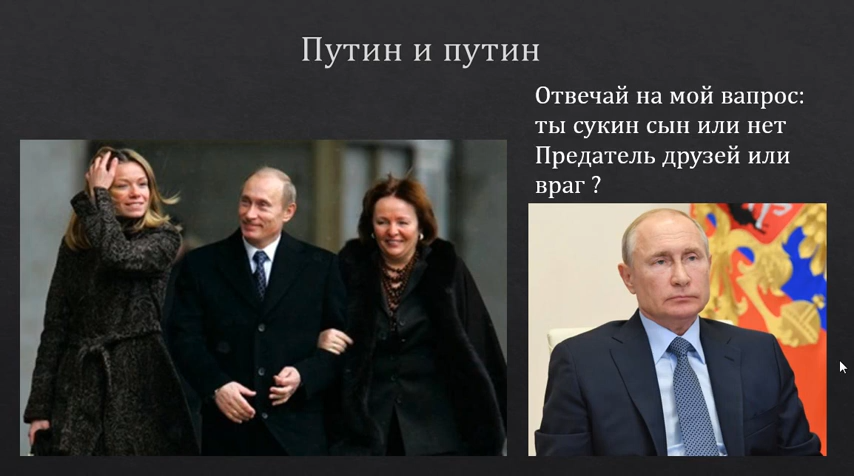 Путин и путин
Отвечай на мой вапрос:
ты сукин сын или нет
Предатель друзей или
враг ?